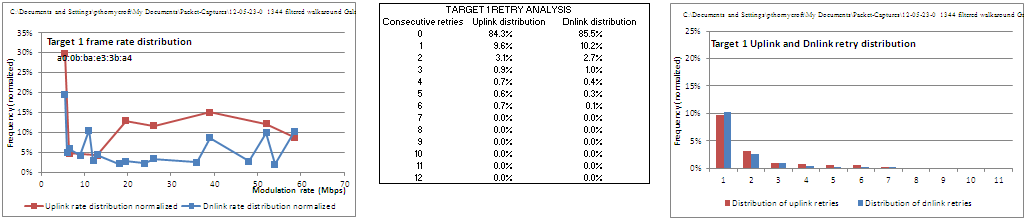 C:\Documents and Settings\pthornycroft\My Documents\Packet-Captures\12-05-23-0 1344 filtered walkaround
Target 1 frame rate distribution
a0:0b:ba:e3:3b:a4
Frequency (normalized)
35%
30%
25%
20%
15%
10%
5%
0%
0 10 20 30 40 50 60 70
Modulation rate (Mbps)
Uplink rate distribution normalized
Dnlink rate distribution normalized
TARGET 1 RETRY ANALYSIS
Consecutive retries Uplink distribution Dnlink distribution
0 84.3% 85.5%
1 9.6% 10.2%
2 3.1% 2.7%
3 0.9% 1.0%
4 0.7% 0.4%
5 0.6% 0.3%
6 0.7% 0.1%
7 0.0% 0.0%
8 0.0% 0.0%
9 0.0% 0.0%
10 0.0% 0.0%
11 0.0% 0.0%
12 0.0% 0.0%
C:\Documents and Settings\pthornycroft\My Documents\Packet-Captures\12-05-23-0 1344 filtered walkaround
Target 1 Uplink and Dnlink retry distribution
Frequency (normalized)
25%
20%
15%
10%
5%
0%
1 2 3 4 5 6 7 8 9 10 11
Distribution of uplink retries
Distribution of dnlink retries